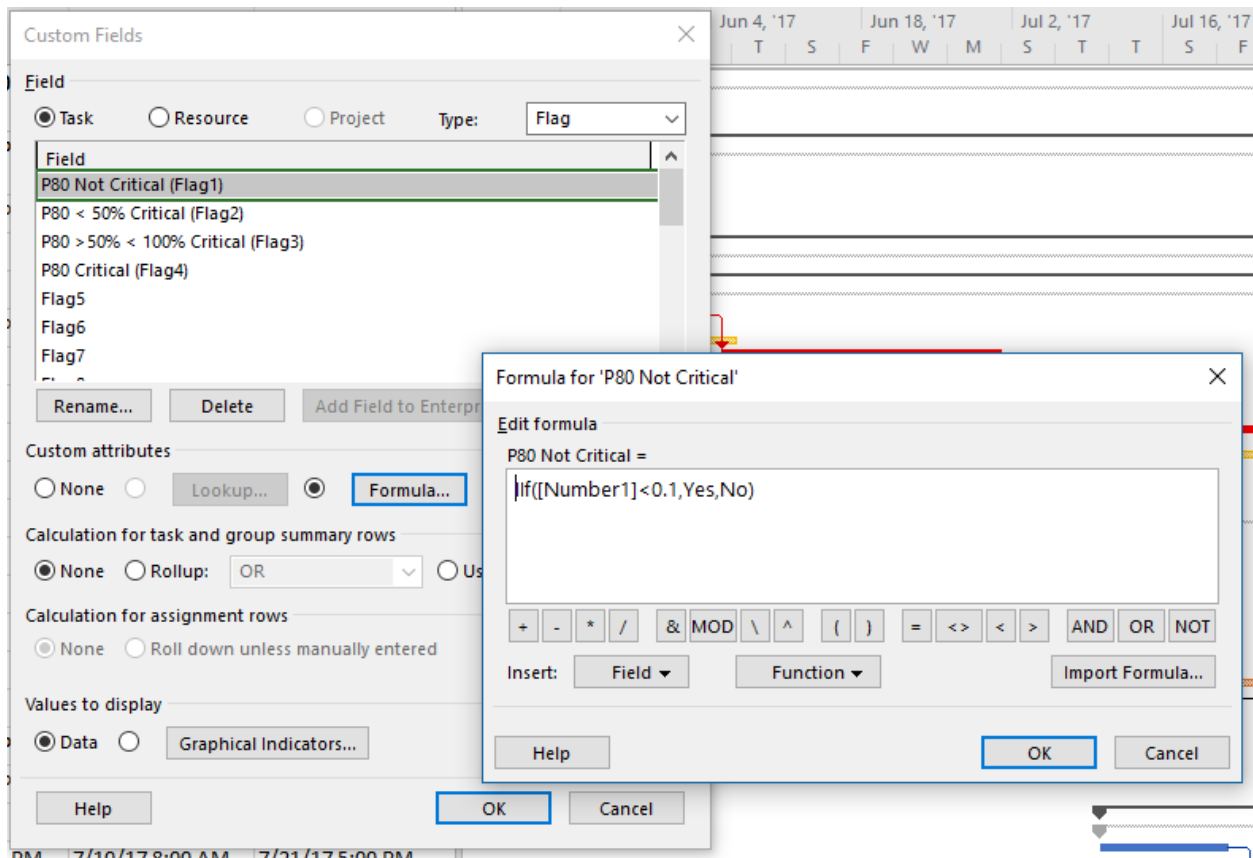 Custom Fields
Jun 4, '17 Jun 18, '17 Jul 2, '17 Jul 16, '17
T S F W M S T T S F
Field
Task Resource Project Type: Flag
Field
P80 Not Critical (Flag1)
P80 < 50% Critical (Flag2)
P80 >50% < 100% Critical (Flag3)
P80 Critical (Flag4)
Flag5
Flag6
Flag7
Rename... Delete Add Field to Enterpr
Custom attributes
None Lookup... Formula...
Calculation for task and group summary rows
None Rollup: OR Us
Calculation for assignment rows
None Roll down unless manually entered
Values to display
Data Graphical Indicators...
Help OK Cancel
Formula for 'P80 Not Critical'
Edit formula
P80 Not Critical =
IIf([Number1]<0.1,Yes,No)
+ - * / & MOD \ ^ ( ) = <> < > AND OR NOT
Insert: Field Function Import Formula...
Help OK Cancel
PM 7/10/17 8:00 AM 7/21/17 5:00 PM